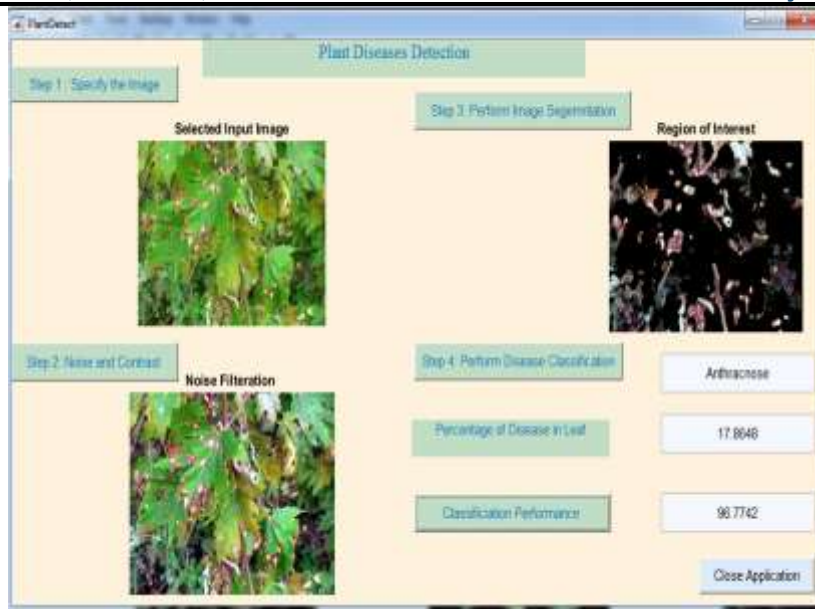 PlantDetect
Plant Diseases Detection
Step 1 : Specify the Image
Selected Input Image
Step 2: Noise and Contrast
Noise Filteration
Step 3: Perform Image Segemntation
Region of Interest
Step 4: Perform Disease Classification
Anthracnose
Percentage of Disease in Leaf
17.8648
Classification Performance
96.7742
Close Application